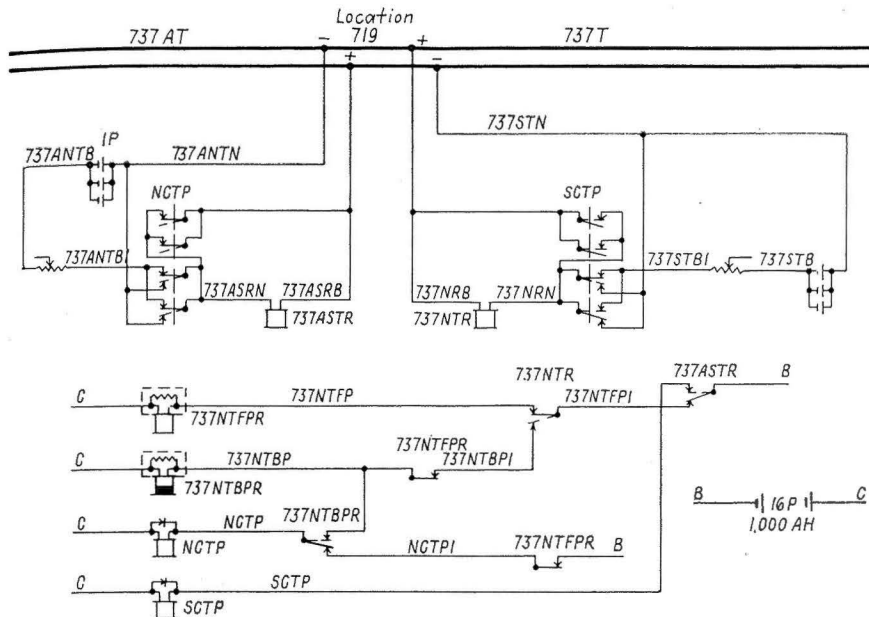 Location
737 AT
-
719
+
737T
+
-
737STN
1P
737ANTB
737ANTN
NCTP
SCTP
737ANTB1
737STB1
737STB
737ASRN
737ASRB
737NRB
737NRN
737ASTR
737NTR
737NTR
737ASTR
B
C
737NTFP
737NTFP1
737NTFPR
737NTFPR
C
737NTBP
737NTBP1
737NTBPR
B
16P
C
1,000 AH
C
NCTP
737NTBPR
NCTP
NCTP1
737NTFPR
B
C
SCTP
SCTP